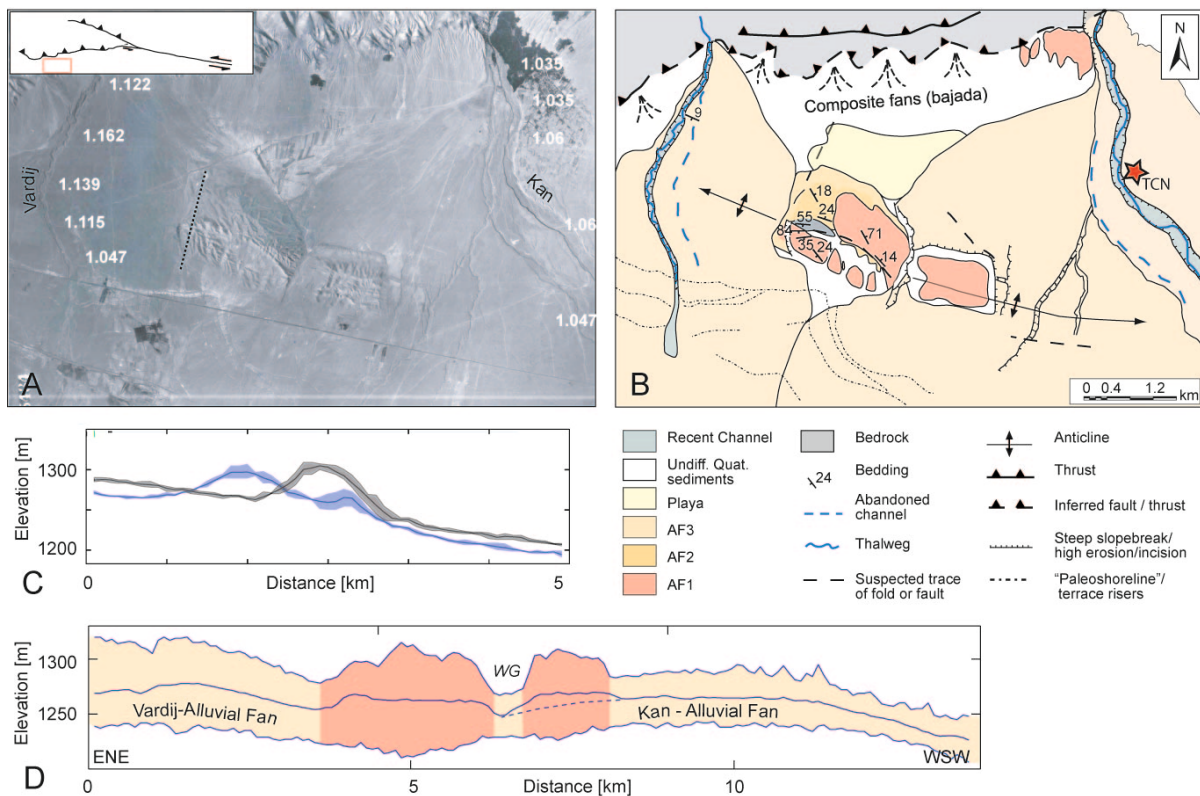 1.122
1.162
1.139
1.115
1.047
Vardij
1.035
1.035
1.06
Kan
1.06
1.047
A
N
Composite fans (bajada)
9
TCN
18
24
55
84
35
24
71
14
B
0 0.4 1.2
km
Elevation [m]
1300
1200
C
0 Distance [km] 5
Recent Channel
Undiff. Quat.
sediments
Playa
AF3
AF2
AF1
Bedrock
Bedding
24
Abandoned
channel
Thalweg
Suspected trace
of fold or fault
Anticline
Thrust
Inferred fault / thrust
Steep slopebreak/
high erosion/incision
"Paleoshoreline"/
terrace risers
Elevation [m]
1300
1250
WG
Vardij-Alluvial Fan
Kan - Alluvial Fan
ENE
WSW
D
0 5 10
Distance [km]